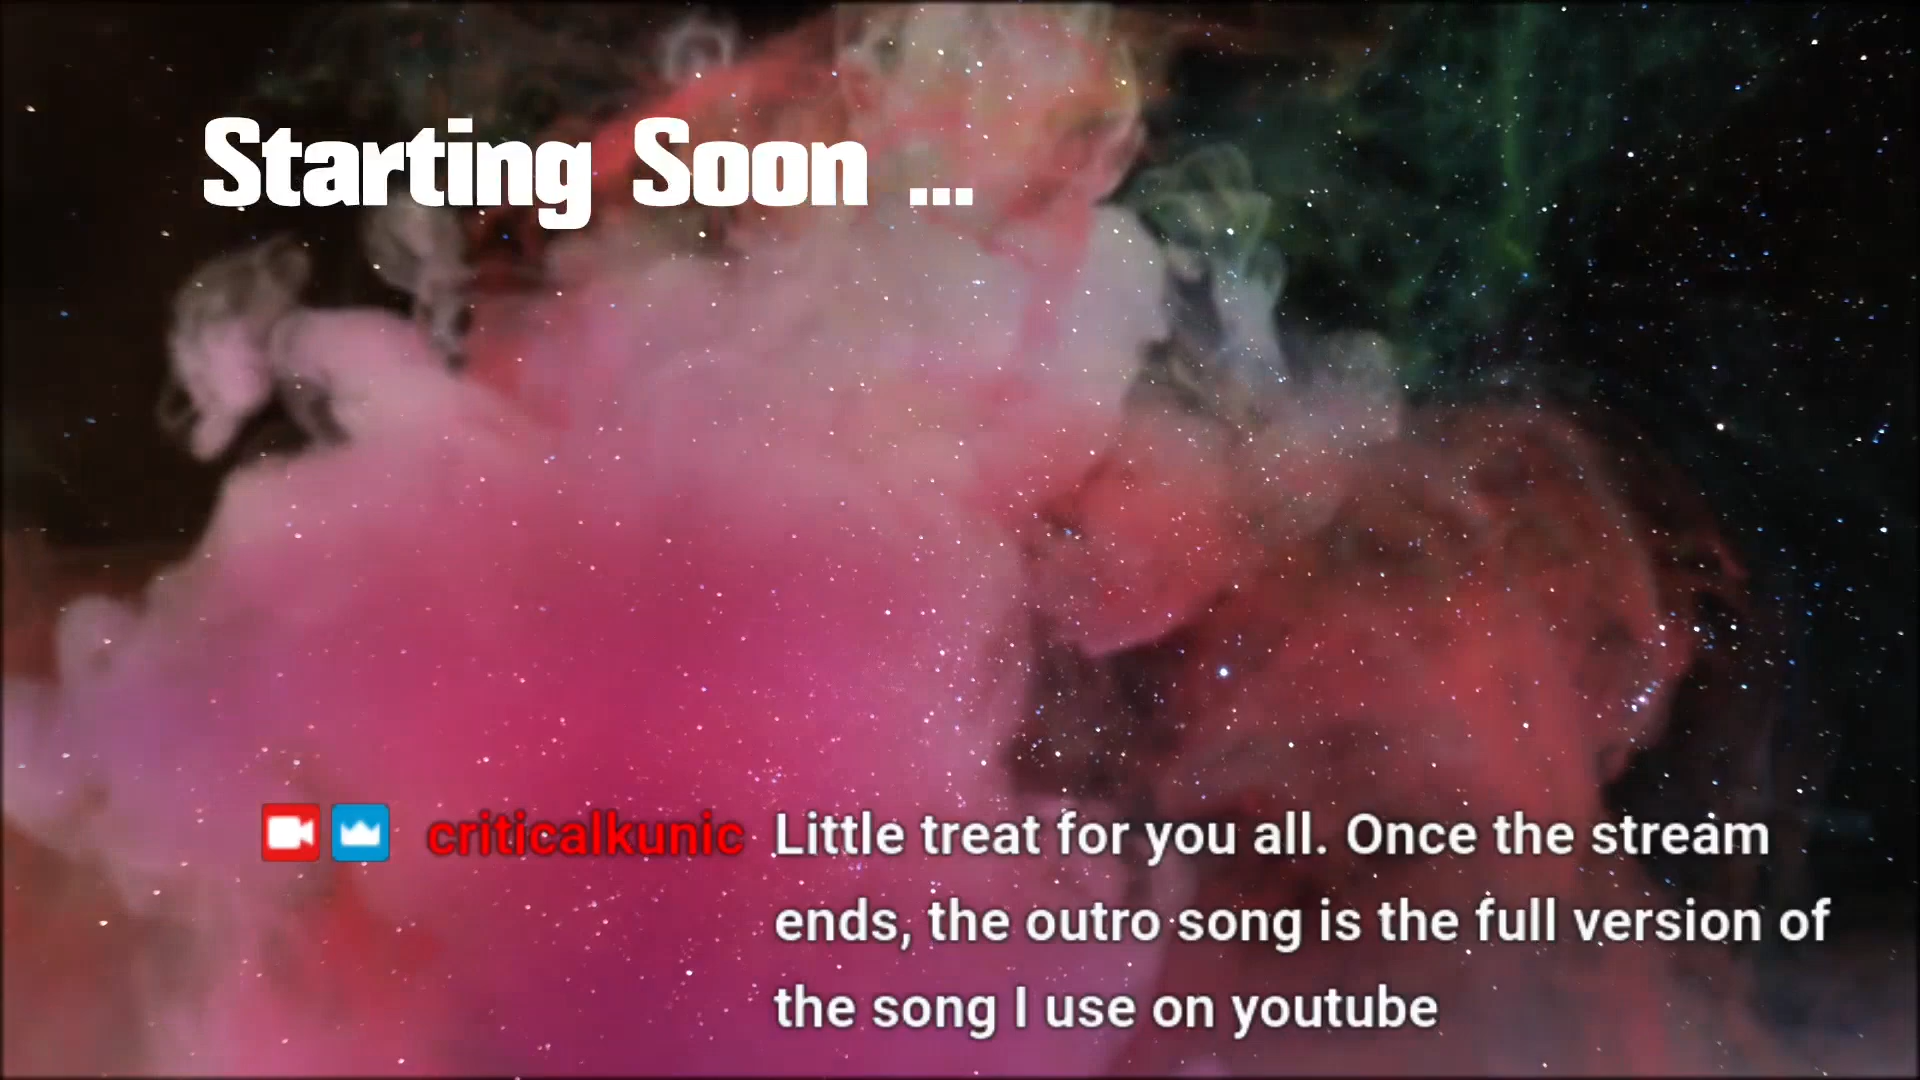 Starting Soon ...
criticalkunic Little treat for you all. Once the stream
ends, the outro song is the full version of
the song I use on youtube